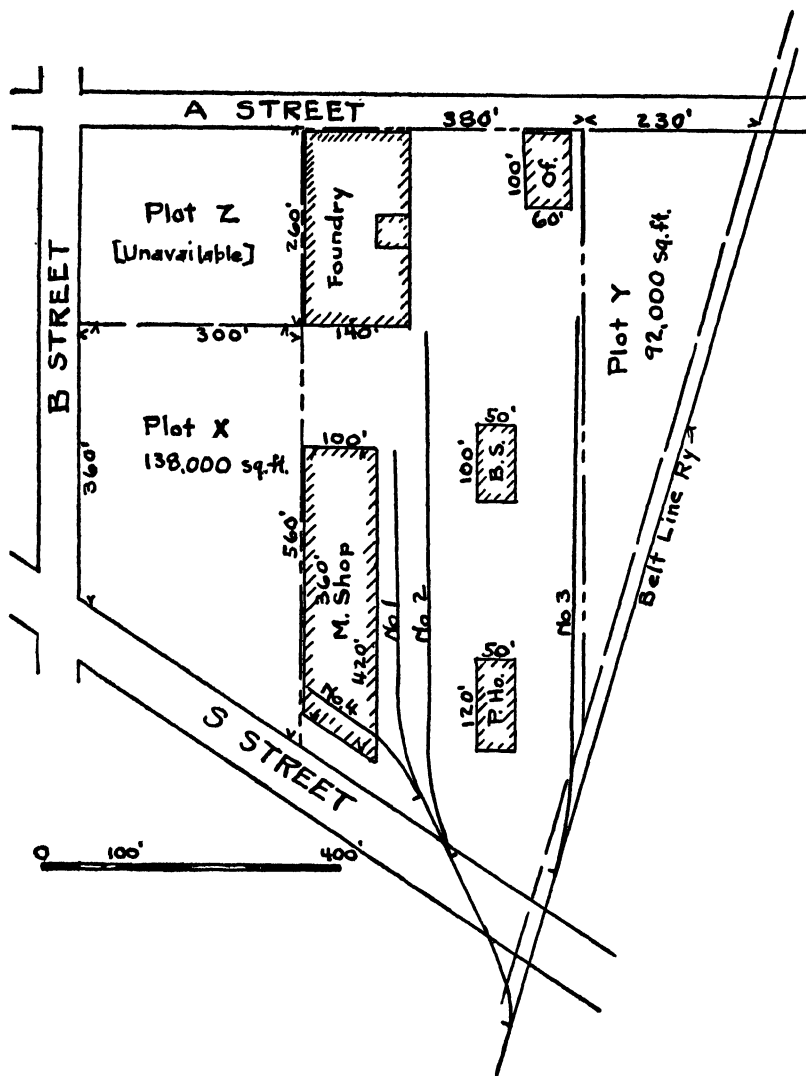 A STREET
380'
230'
B STREET
Plot Z
[Unavailable]
260'
Foundry
100'
Of.
60'
Plot Y
92,000 sq.ft.
300'
140'
Plot X
138,000 sq.ft.
360'
560'
100'
360'
M. Shop
420'
No. 4
No 1
No 2
50'
100'
B.S.
No 3
50'
120'
P. Ho.
Belt Line Ry
S STREET
0
100'
400'